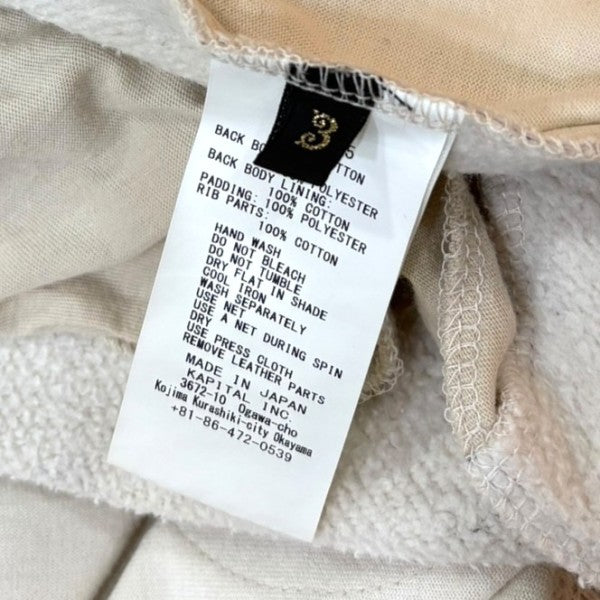 3
BACK BO 5
TTON
POLYESTER
BACK BODY LINING:
100% COTTON
PADDING: 100% POLYESTER
RIB PARTS:
100% COTTON
HAND WASH
DO NOT BLEACH
DO NOT TUMBLE
DRY FLAT IN SHADE
COOL IRON
WASH SEPARATELY
USE NET
DRY A NET DURING SPIN
USE PRESS CLOTH
REMOVE LEATHER PARTS
MADE IN JAPAN
KAPITAL INC.
3672-10 Ogawa-cho
Kojima Kurashiki-city Okayama
+81-86-472-0539